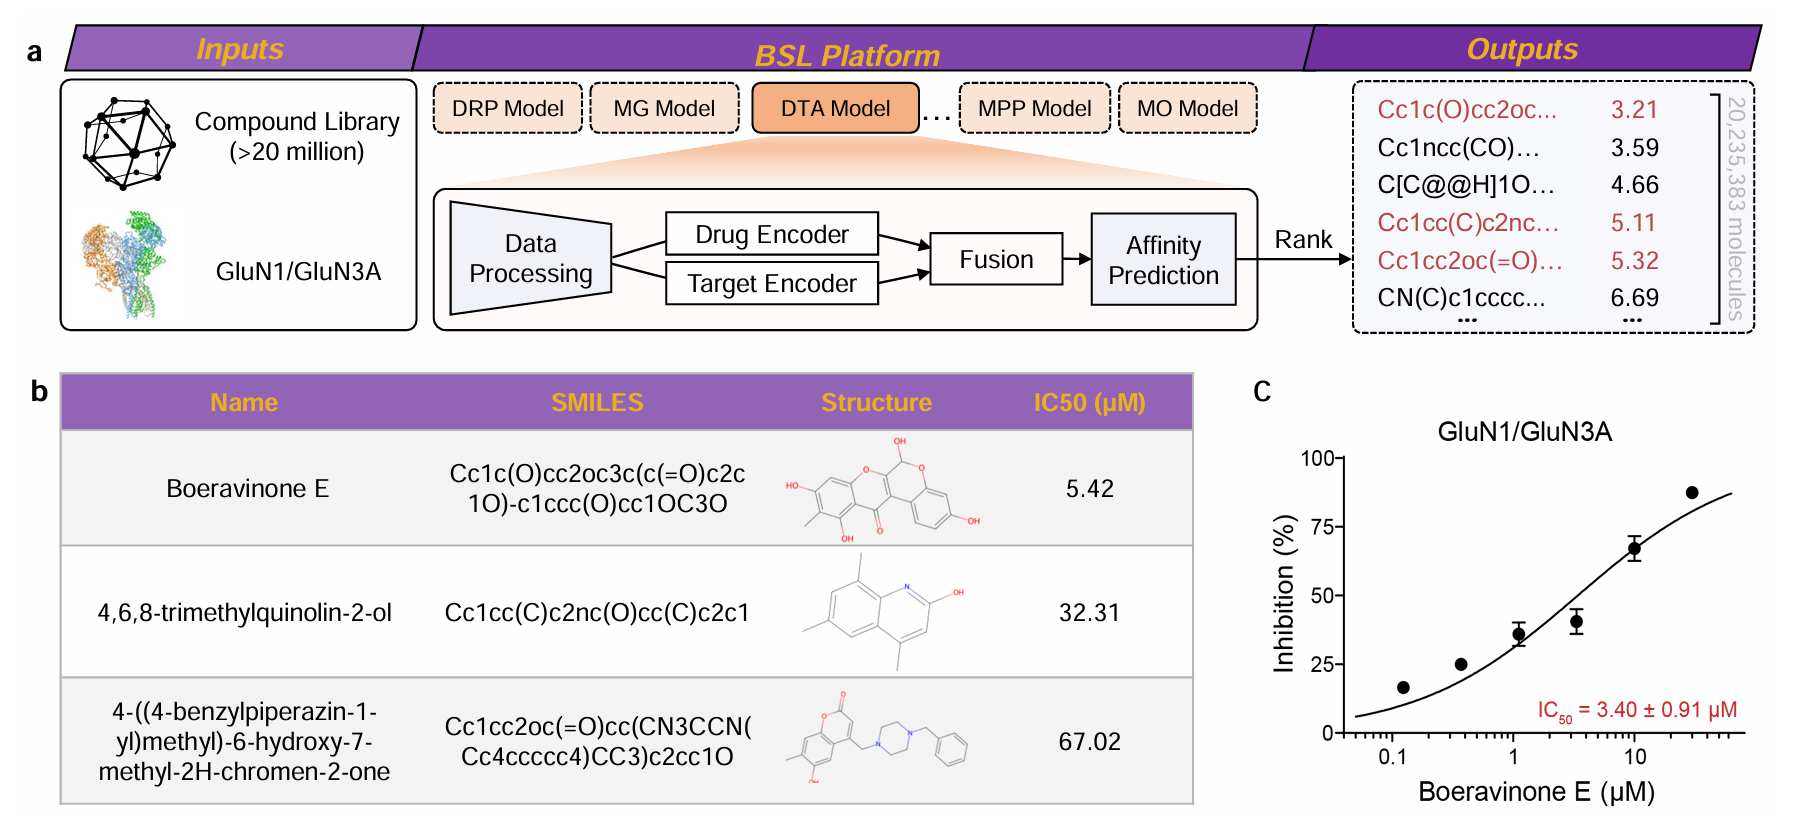 a
Inputs
BSL Platform
Outputs
Compound Library
(>20 million)
GluN1/GluN3A
DRP Model
MG Model
DTA Model
...
MPP Model
MO Model
Data
Processing
Drug Encoder
Target Encoder
Fusion
Affinity
Prediction
Rank
Cc1c(O)cc2oc... 3.21
Cc1ncc(CO)... 3.59
C[C@@H]1O... 4.66
Cc1cc(C)c2nc... 5.11
Cc1cc2oc(=O)... 5.32
CN(C)c1cccc... 6.69
... ...
20,235,383 molecules
b
Name SMILES Structure IC50 (µM)
Boeravinone E
Cc1c(O)cc2oc3c(c(=O)c2c
1O)-c1ccc(O)cc1OC3O
OH
O
O
HO
OH
O
OH
5.42
4,6,8-trimethylquinolin-2-ol
Cc1cc(C)c2nc(O)cc(C)c2c1
N
OH
32.31
4-((4-benzylpiperazin-1-
yl)methyl)-6-hydroxy-7-
methyl-2H-chromen-2-one
Cc1cc2oc(=O)cc(CN3CCN(
Cc4ccccc4)CC3)c2cc1O
O
O
N
N
OH
67.02
C
GluN1/GluN3A
Inhibition (%)
100
75
50
25
0
IC50 = 3.40 ± 0.91 µM
0.1 1 10
Boeravinone E (µM)